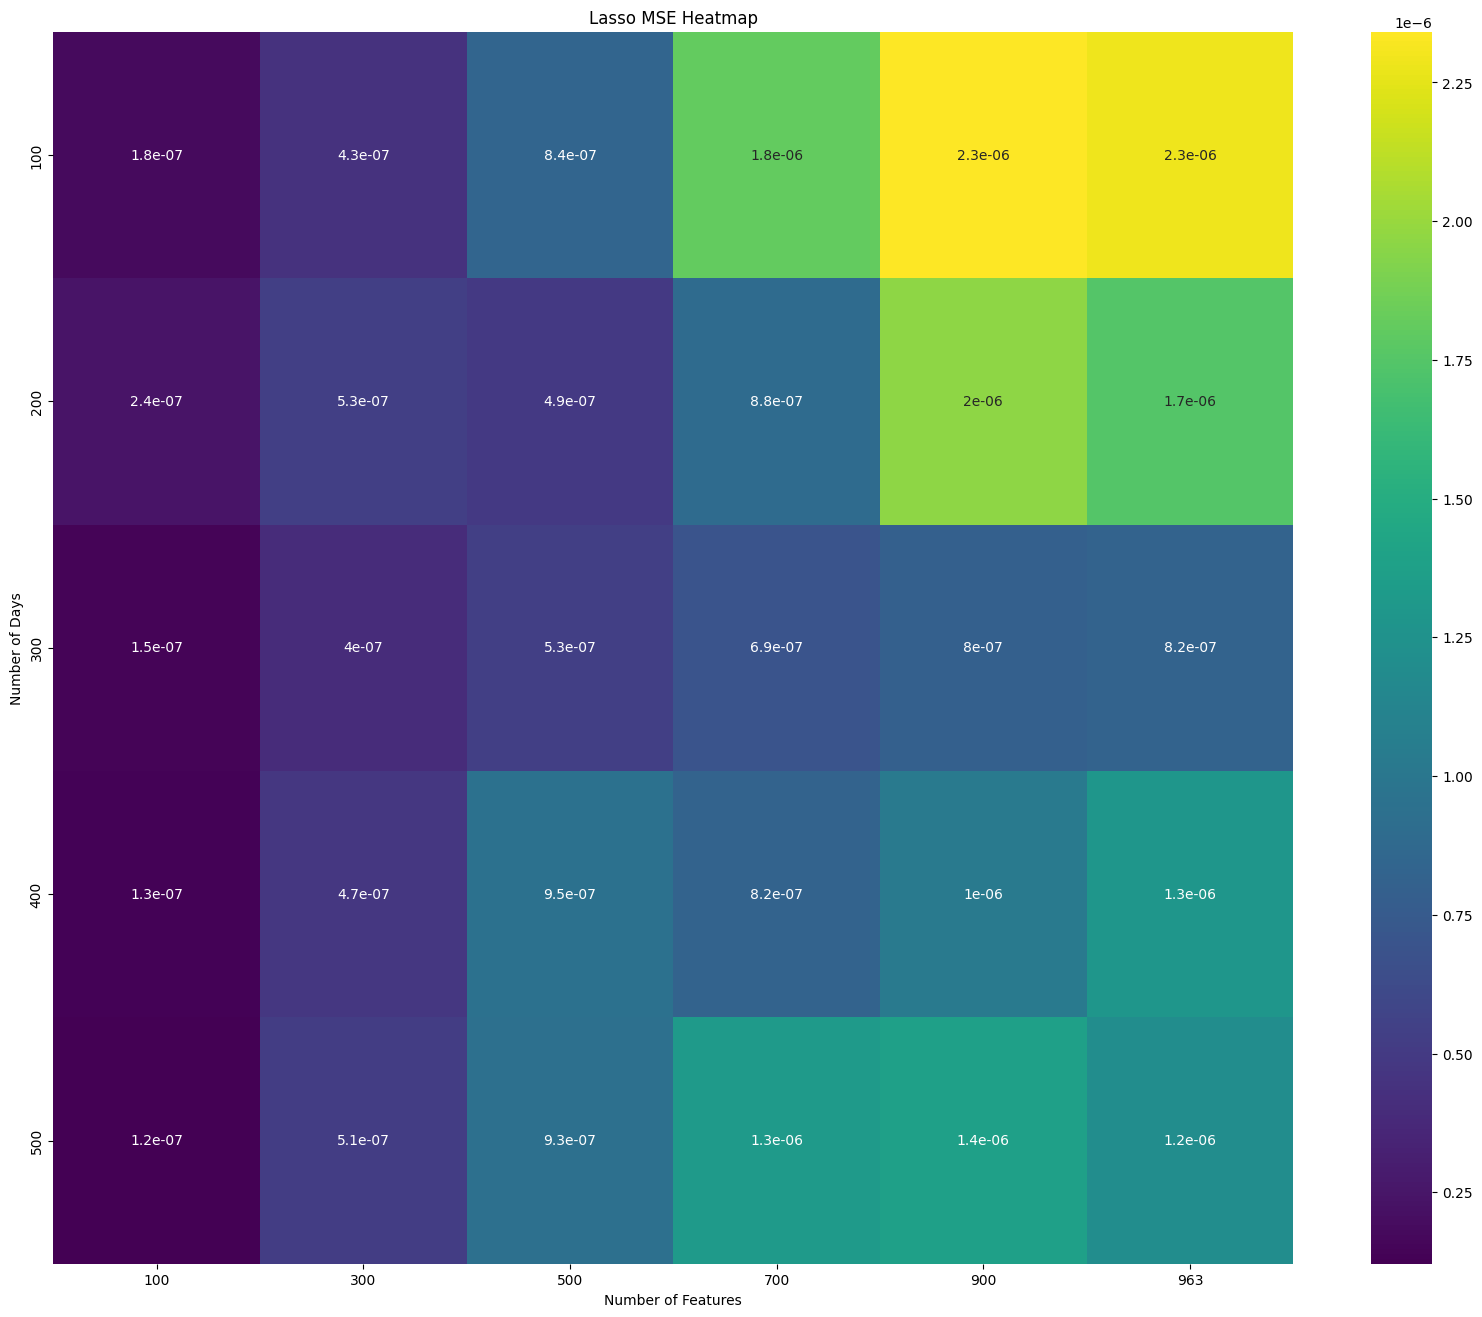 Lasso MSE Heatmap
1e−6
100
1.8e-07 4.3e-07 8.4e-07 1.8e-06 2.3e-06 2.3e-06
200
2.4e-07 5.3e-07 4.9e-07 8.8e-07 2e-06 1.7e-06
Number of Days
300
1.5e-07 4e-07 5.3e-07 6.9e-07 8e-07 8.2e-07
400
1.3e-07 4.7e-07 9.5e-07 8.2e-07 1e-06 1.3e-06
500
1.2e-07 5.1e-07 9.3e-07 1.3e-06 1.4e-06 1.2e-06
100 300 500 700 900 963
Number of Features
2.25
2.00
1.75
1.50
1.25
1.00
0.75
0.50
0.25